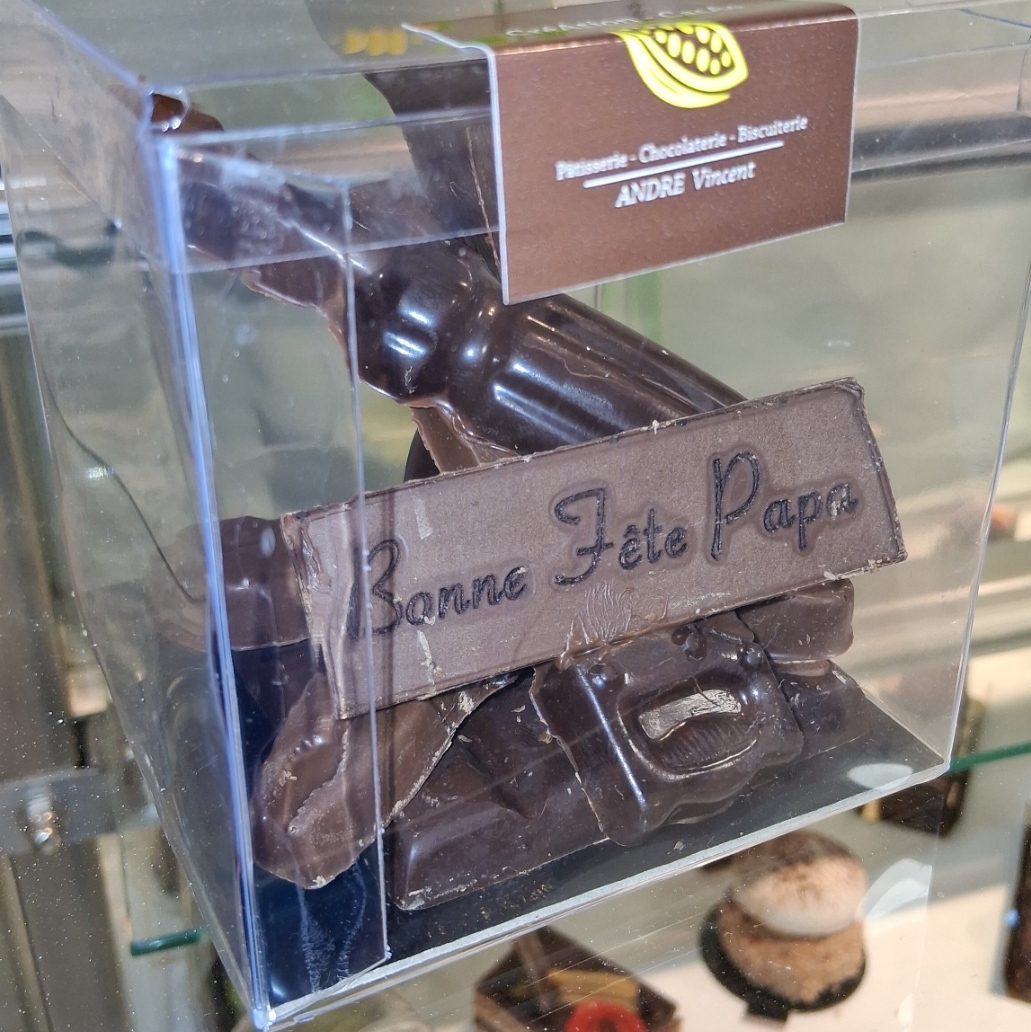 Pâtisserie - Chocolaterie - Biscuiterie
ANDRE Vincent
Bonne Fête Papa